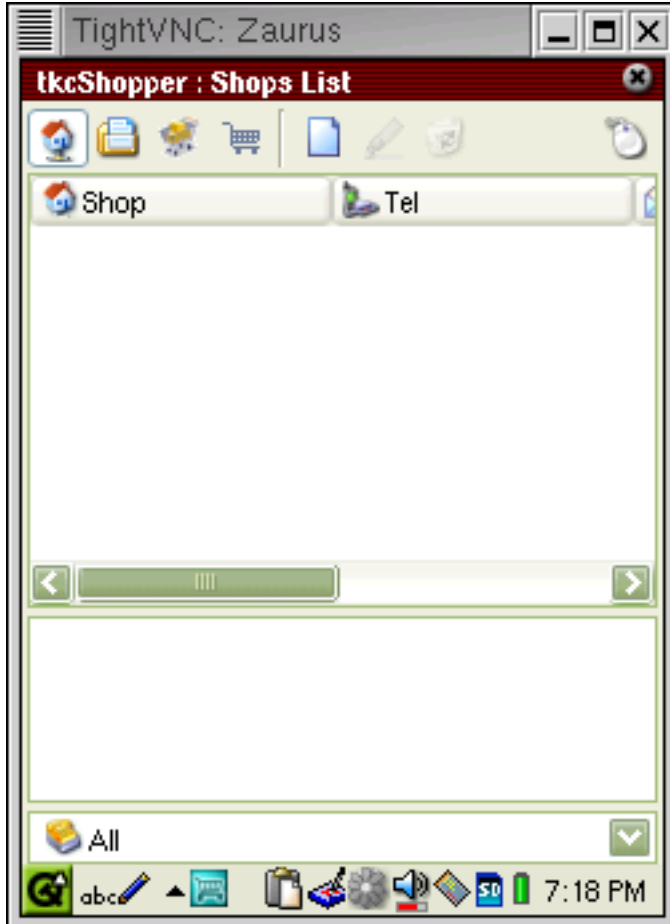 TightVNC: Zaurus
tkcShopper : Shops List
Shop Tel
All
abc SD 7:18 PM